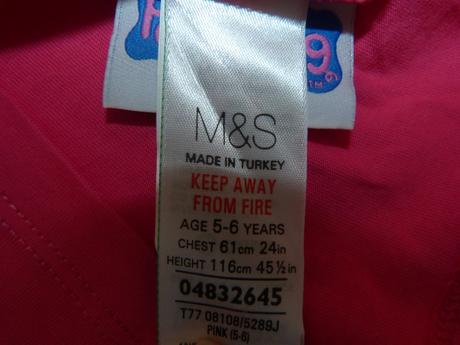 M&S
MADE IN TURKEY
KEEP AWAY
FROM FIRE
AGE 5-6 YEARS
CHEST 61cm 24in
HEIGHT 116cm 45½in
04832645
T77 08108/5289J
PINK (5-6)